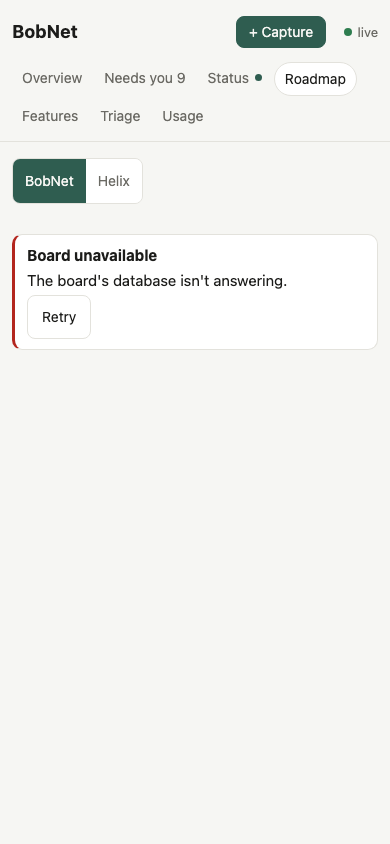 BobNet
+ Capture
live
Overview
Needs you 9
Status
Roadmap
Features
Triage
Usage
BobNet
Helix
Board unavailable
The board's database isn't answering.
Retry